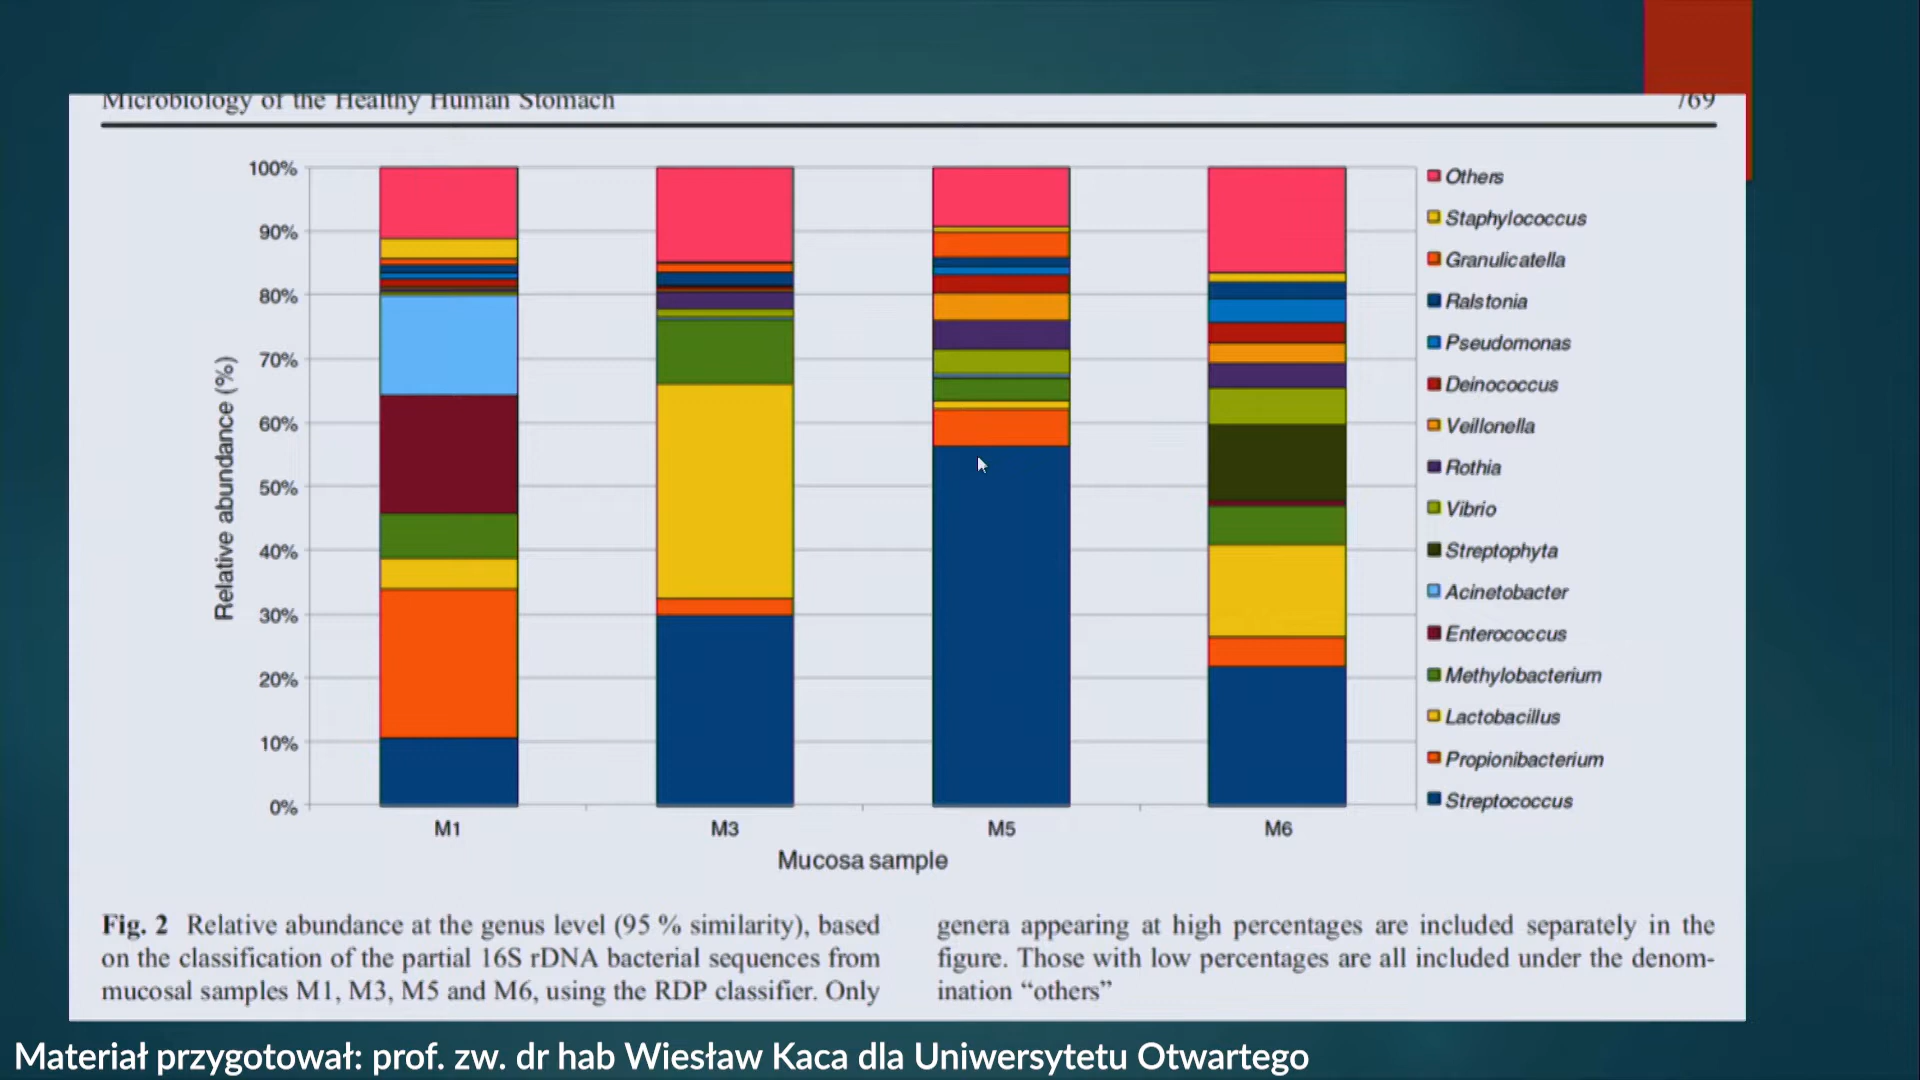 Microbiology of the Healthy Human Stomach
769
100%
90%
80%
70%
60%
50%
40%
30%
20%
10%
0%
Relative abundance (%)
M1
M3
M5
M6
Mucosa sample
Others
Staphylococcus
Granulicatella
Ralstonia
Pseudomonas
Deinococcus
Veillonella
Rothia
Vibrio
Streptophyta
Acinetobacter
Enterococcus
Methylobacterium
Lactobacillus
Propionibacterium
Streptococcus
Fig. 2 Relative abundance at the genus level (95 % similarity), based
on the classification of the partial 16S rDNA bacterial sequences from
mucosal samples M1, M3, M5 and M6, using the RDP classifier. Only
genera appearing at high percentages are included separately in the
figure. Those with low percentages are all included under the denom-
ination “others”
Materiał przygotował: prof. zw. dr hab Wiesław Kaca dla Uniwersytetu Otwartego